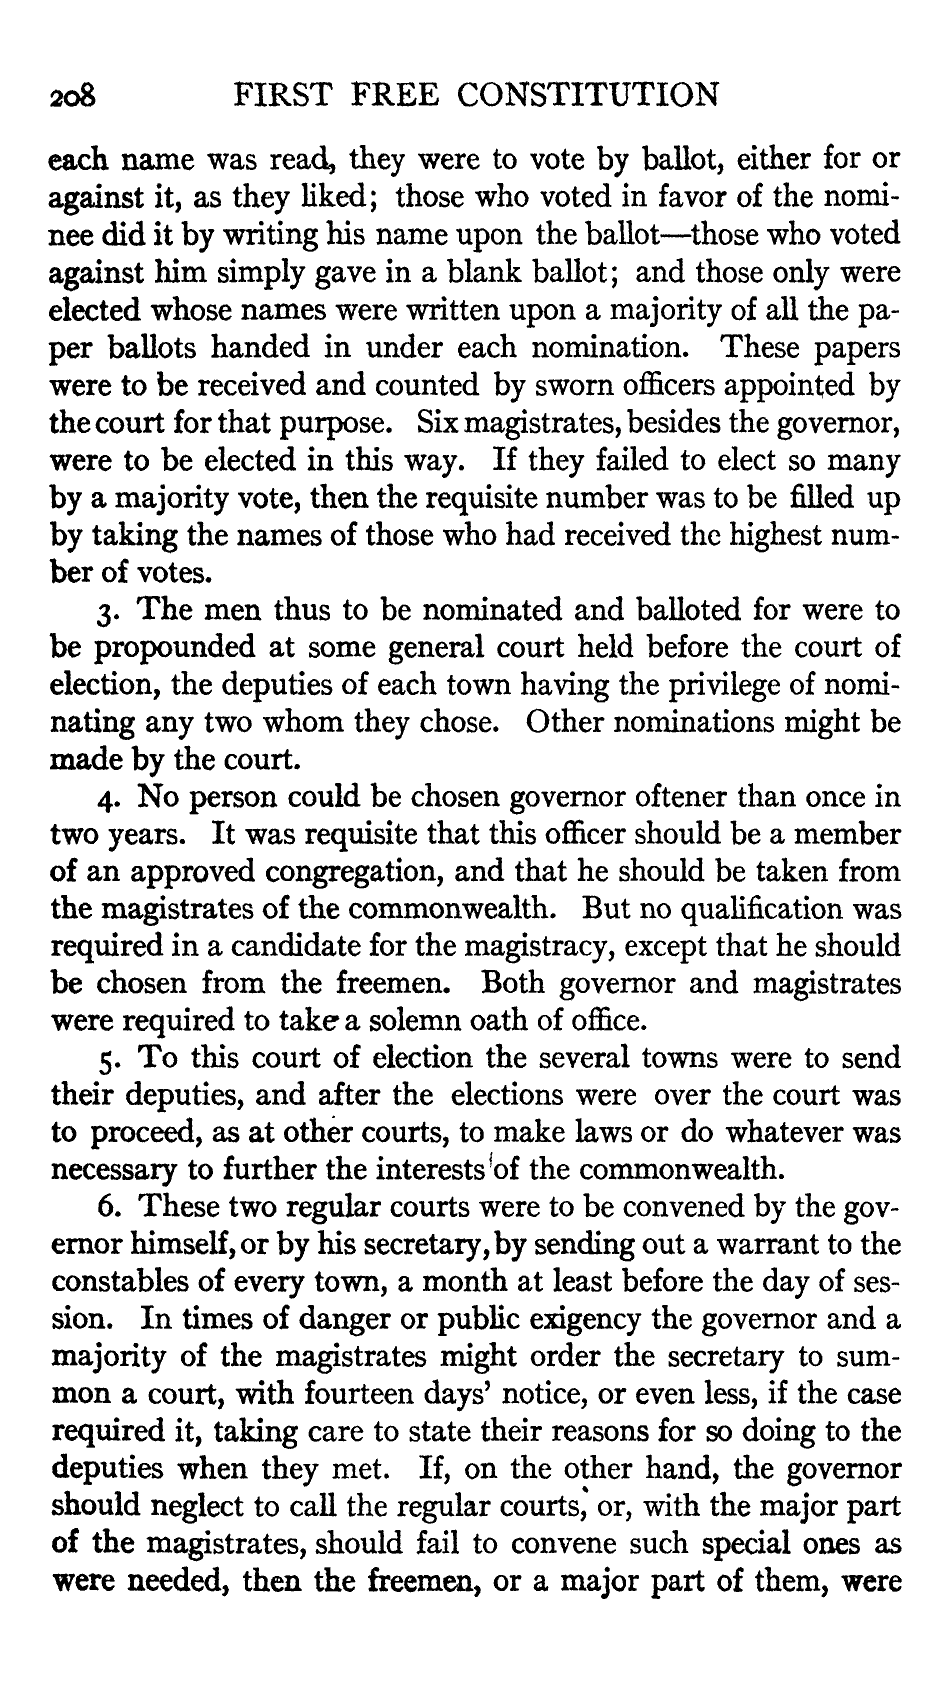 208 FIRST FREE CONSTITUTION
each name was read, they were to vote by ballot, either for or
against it, as they liked; those who voted in favor of the nomi-
nee did it by writing his name upon the ballot—those who voted
against him simply gave in a blank ballot; and those only were
elected whose names were written upon a majority of all the pa-
per ballots handed in under each nomination. These papers
were to be received and counted by sworn officers appointed by
the court for that purpose. Six magistrates, besides the governor,
were to be elected in this way. If they failed to elect so many
by a majority vote, then the requisite number was to be filled up
by taking the names of those who had received the highest num-
ber of votes.
3. The men thus to be nominated and balloted for were to
be propounded at some general court held before the court of
election, the deputies of each town having the privilege of nomi-
nating any two whom they chose. Other nominations might be
made by the court.
4. No person could be chosen governor oftener than once in
two years. It was requisite that this officer should be a member
of an approved congregation, and that he should be taken from
the magistrates of the commonwealth. But no qualification was
required in a candidate for the magistracy, except that he should
be chosen from the freemen. Both governor and magistrates
were required to take a solemn oath of office.
5. To this court of election the several towns were to send
their deputies, and after the elections were over the court was
to proceed, as at other courts, to make laws or do whatever was
necessary to further the interests of the commonwealth.
6. These two regular courts were to be convened by the gov-
ernor himself, or by his secretary, by sending out a warrant to the
constables of every town, a month at least before the day of ses-
sion. In times of danger or public exigency the governor and a
majority of the magistrates might order the secretary to sum-
mon a court, with fourteen days' notice, or even less, if the case
required it, taking care to state their reasons for so doing to the
deputies when they met. If, on the other hand, the governor
should neglect to call the regular courts, or, with the major part
of the magistrates, should fail to convene such special ones as
were needed, then the freemen, or a major part of them, were